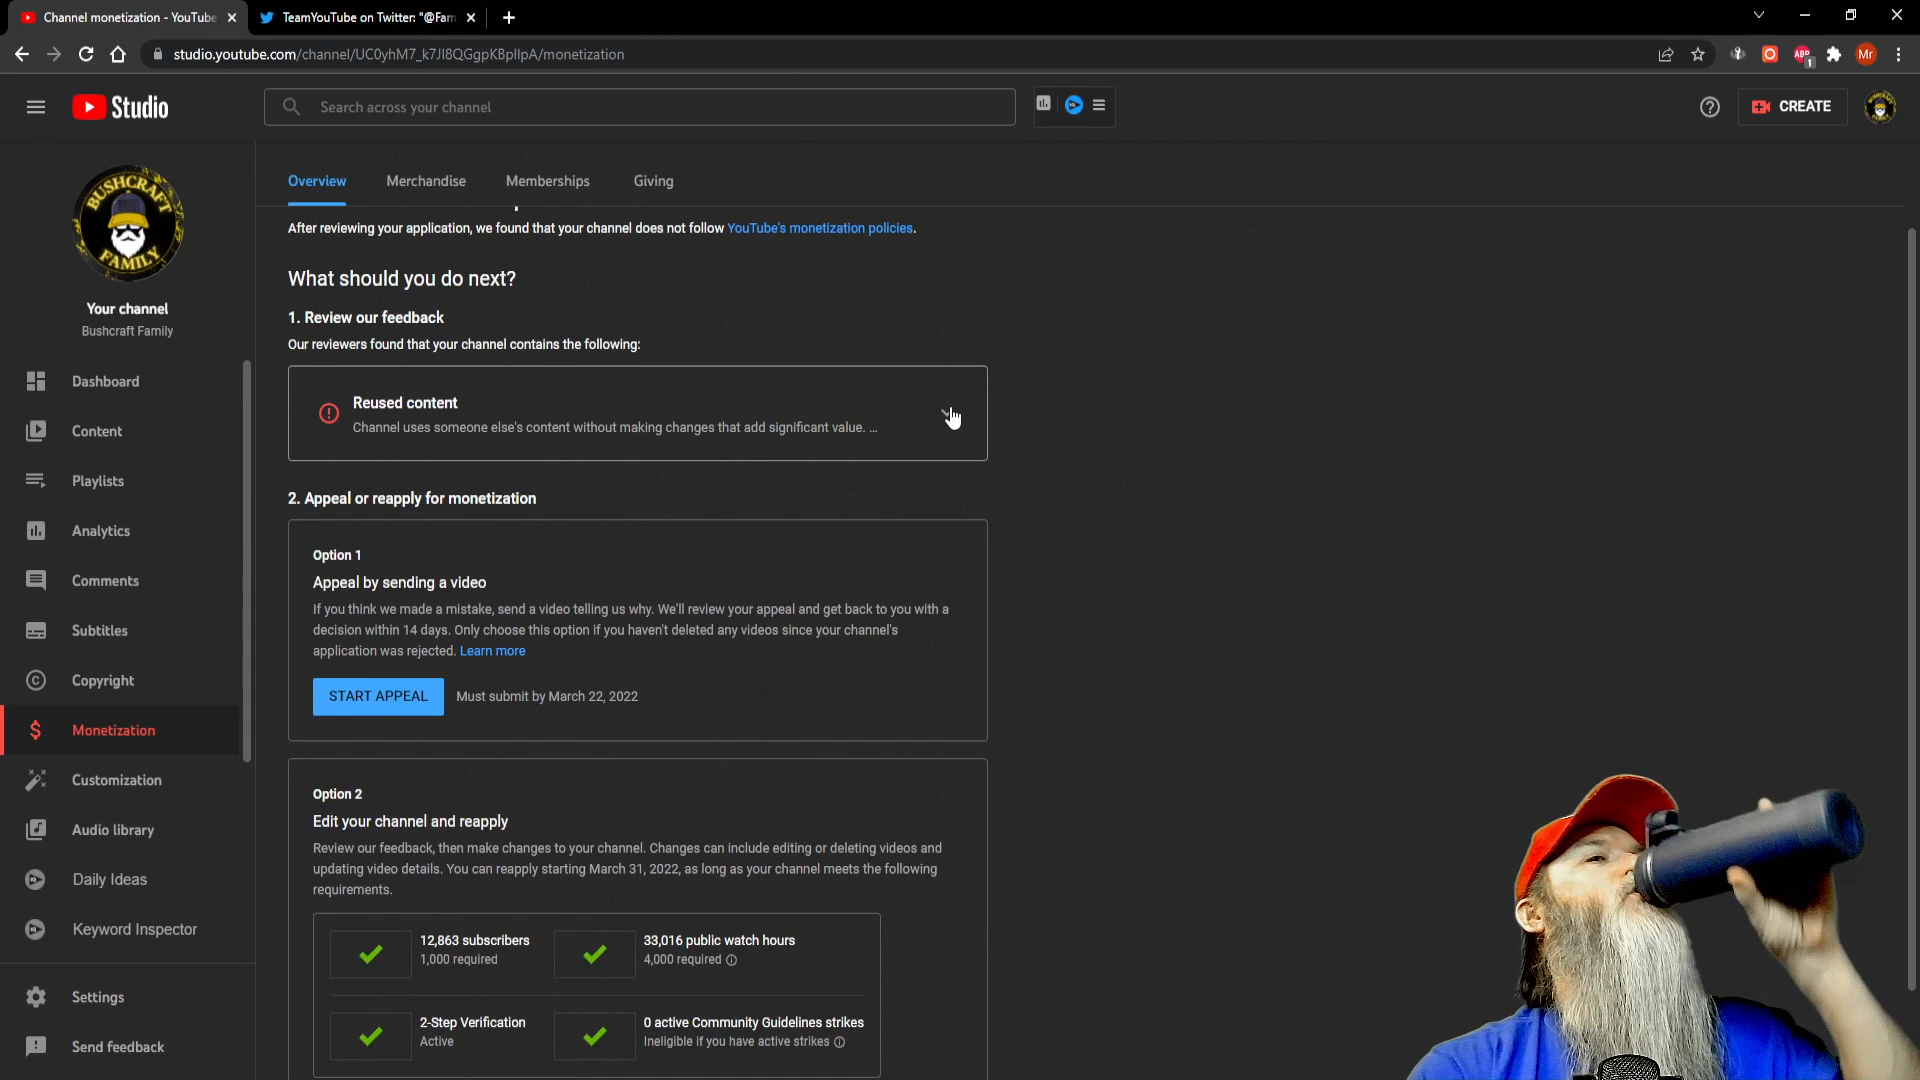 Channel monetization - YouTube
TeamYouTube on Twitter: "@Fam
studio.youtube.com/channel/UC0yhM7_k7JI8QGgpKBpIlpA/monetization
ABP
1
Mr
Studio
Search across your channel
CREATE
BUSHCRAFT
FAMILY
Your channel
Bushcraft Family
Dashboard
Content
Playlists
Analytics
Comments
Subtitles
Copyright
Monetization
Customization
Audio library
Daily Ideas
Keyword Inspector
Settings
Send feedback
Overview Merchandise Memberships Giving
After reviewing your application, we found that your channel does not follow YouTube's monetization policies.
What should you do next?
1. Review our feedback
Our reviewers found that your channel contains the following:
Reused content
Channel uses someone else's content without making changes that add significant value. ...
2. Appeal or reapply for monetization
Option 1
Appeal by sending a video
If you think we made a mistake, send a video telling us why. We'll review your appeal and get back to you with a
decision within 14 days. Only choose this option if you haven't deleted any videos since your channel's
application was rejected. Learn more
START APPEAL Must submit by March 22, 2022
Option 2
Edit your channel and reapply
Review our feedback, then make changes to your channel. Changes can include editing or deleting videos and
updating video details. You can reapply starting March 31, 2022, as long as your channel meets the following
requirements.
12,863 subscribers
1,000 required
33,016 public watch hours
4,000 required
2-Step Verification
Active
0 active Community Guidelines strikes
Ineligible if you have active strikes